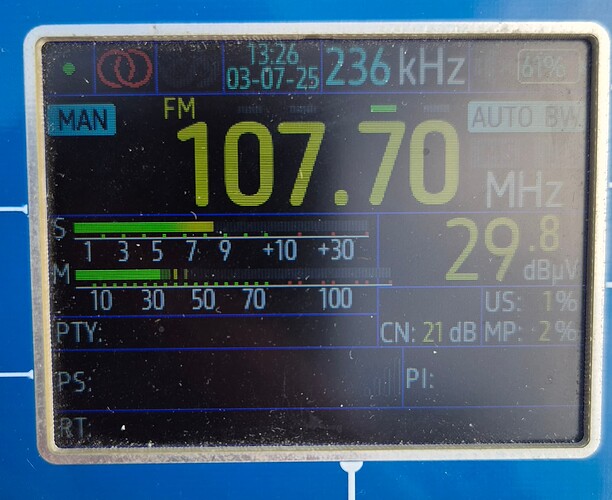 13:26
03-07-25
236 kHz
61%
MAN
FM
AUTO BW
107.70 MHz
S
1 3 5 7 9 +10 +30
29.8 dBµV
M
10 30 50 70 100
US: 1%
PTY:
CN: 21 dB
MP: 2%
PS:
PI:
RT